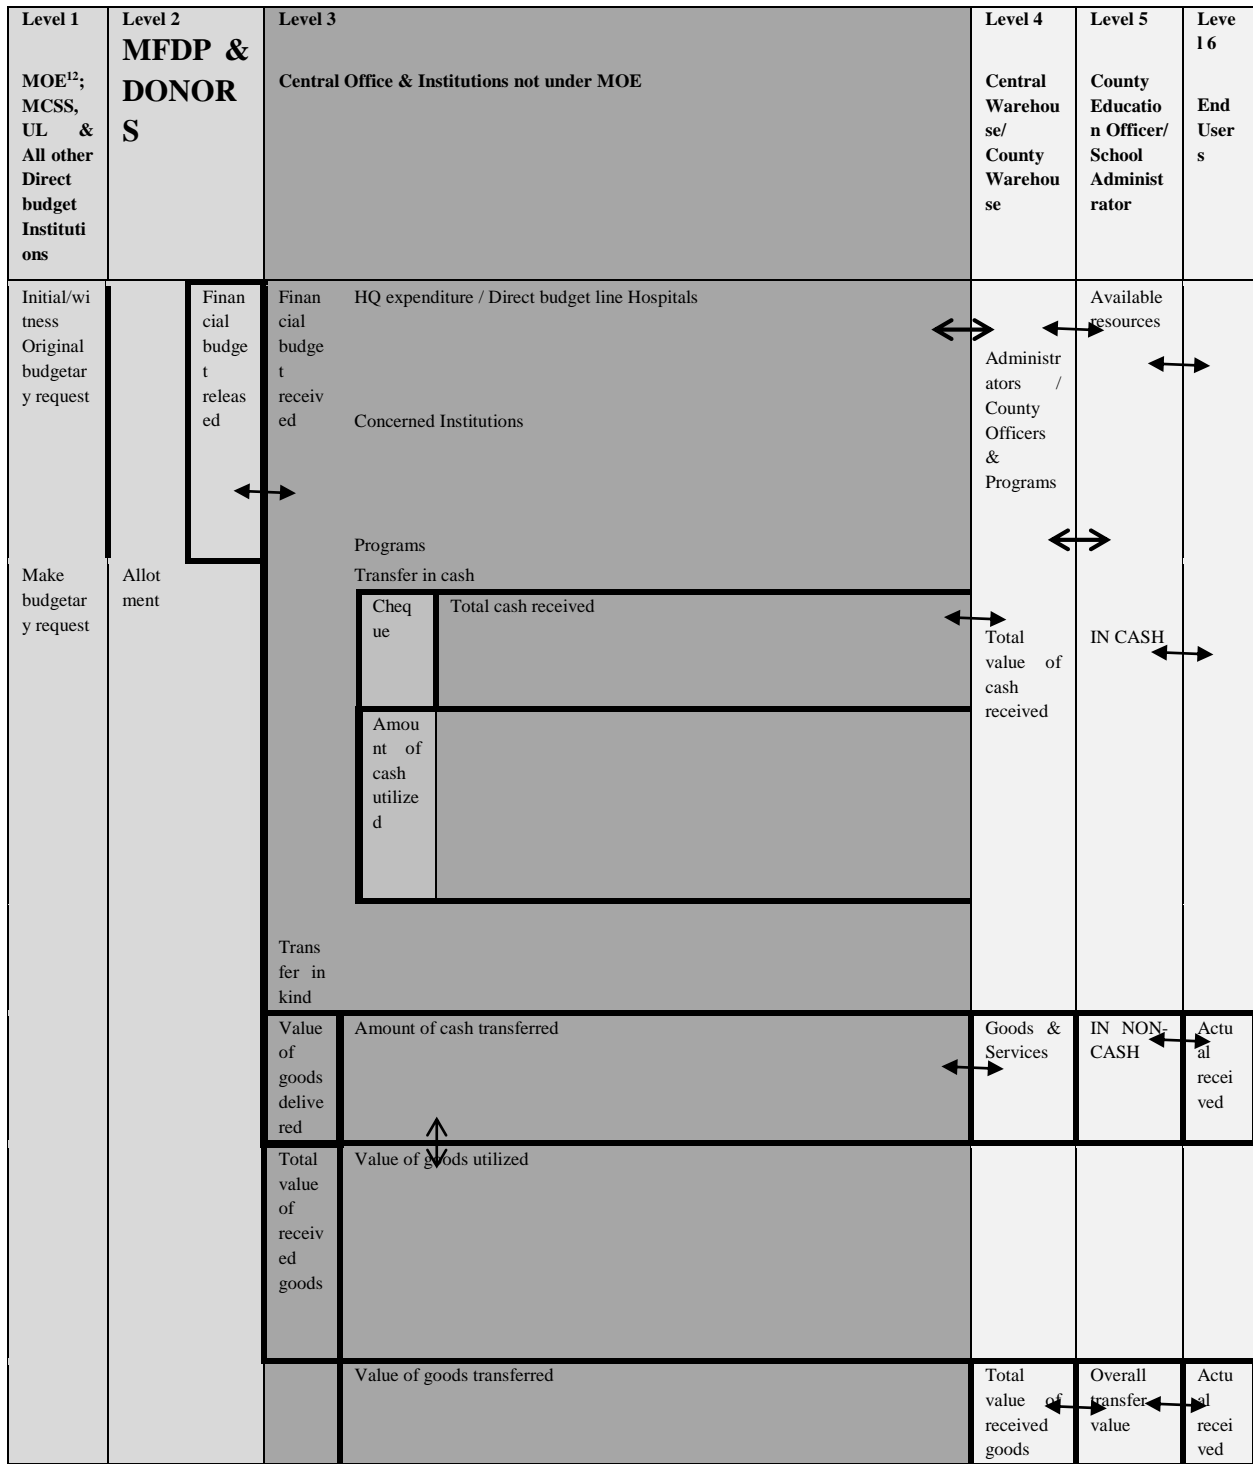 Level 1
MOE12;
MCSS,
UL &
All other
Direct
budget
Instituti
ons
Level 2
MFDP &
DONOR
S
Level 3
Central Office & Institutions not under MOE
Level 4
Central
Warehou
se/
County
Warehou
se
Level 5
County
Educatio
n Officer/
School
Administ
rator
Leve
l 6
End
User
s
Initial/wi
tness
Original
budgetar
y request
Finan
cial
budge
t
releas
ed
Finan
cial
budge
t
receiv
ed
HQ expenditure / Direct budget line Hospitals
Concerned Institutions
Programs
Administr
ators /
County
Officers
&
Programs
Available
resources
Make
budgetar
y request
Allot
ment
Transfer in cash
Cheq
ue
Total cash received
Amou
nt of
cash
utilize
d
Total
value of
cash
received
IN CASH
Trans
fer in
kind
Value
of
goods
delive
red
Amount of cash transferred
Goods &
Services
IN NON-
CASH
Actu
al
recei
ved
Total
value
of
receiv
ed
goods
Value of goods utilized
Value of goods transferred
Total
value of
received
goods
Overall
transfer
value
Actu
al
recei
ved